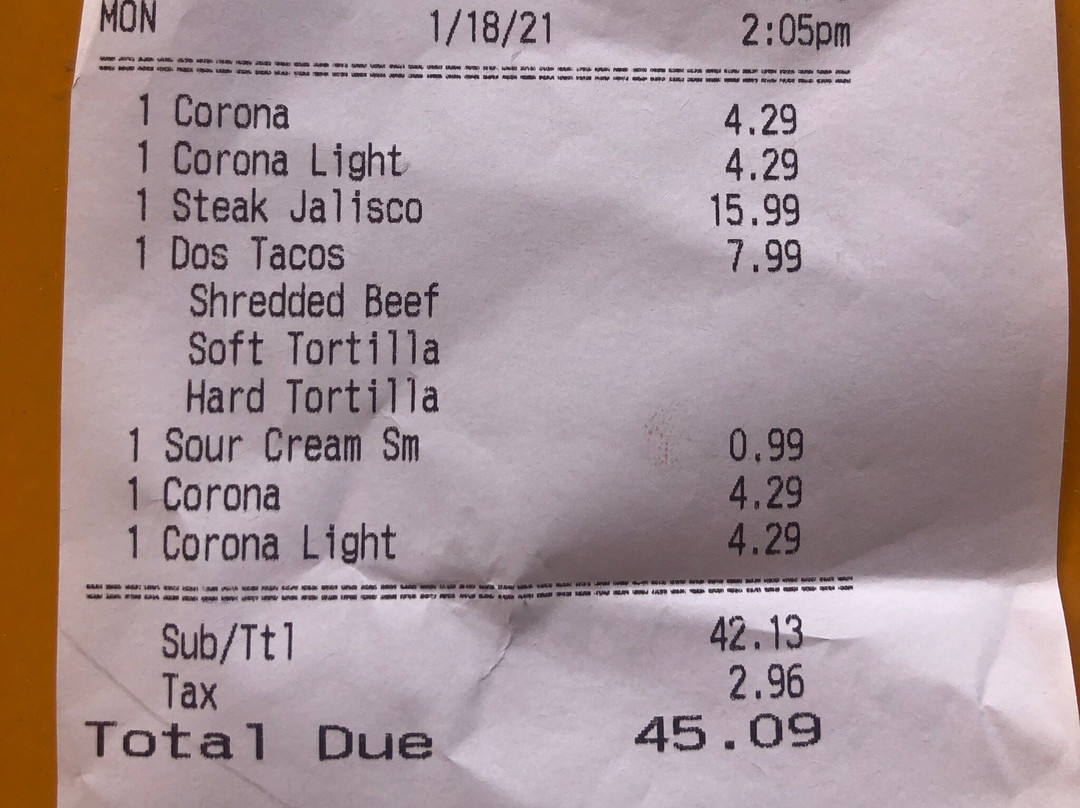 MON 1/18/21 2:05pm
1 Corona 4.29
1 Corona Light 4.29
1 Steak Jalisco 15.99
1 Dos Tacos 7.99
Shredded Beef
Soft Tortilla
Hard Tortilla
1 Sour Cream Sm 0.99
1 Corona 4.29
1 Corona Light 4.29
Sub/Ttl 42.13
Tax 2.96
Total Due 45.09